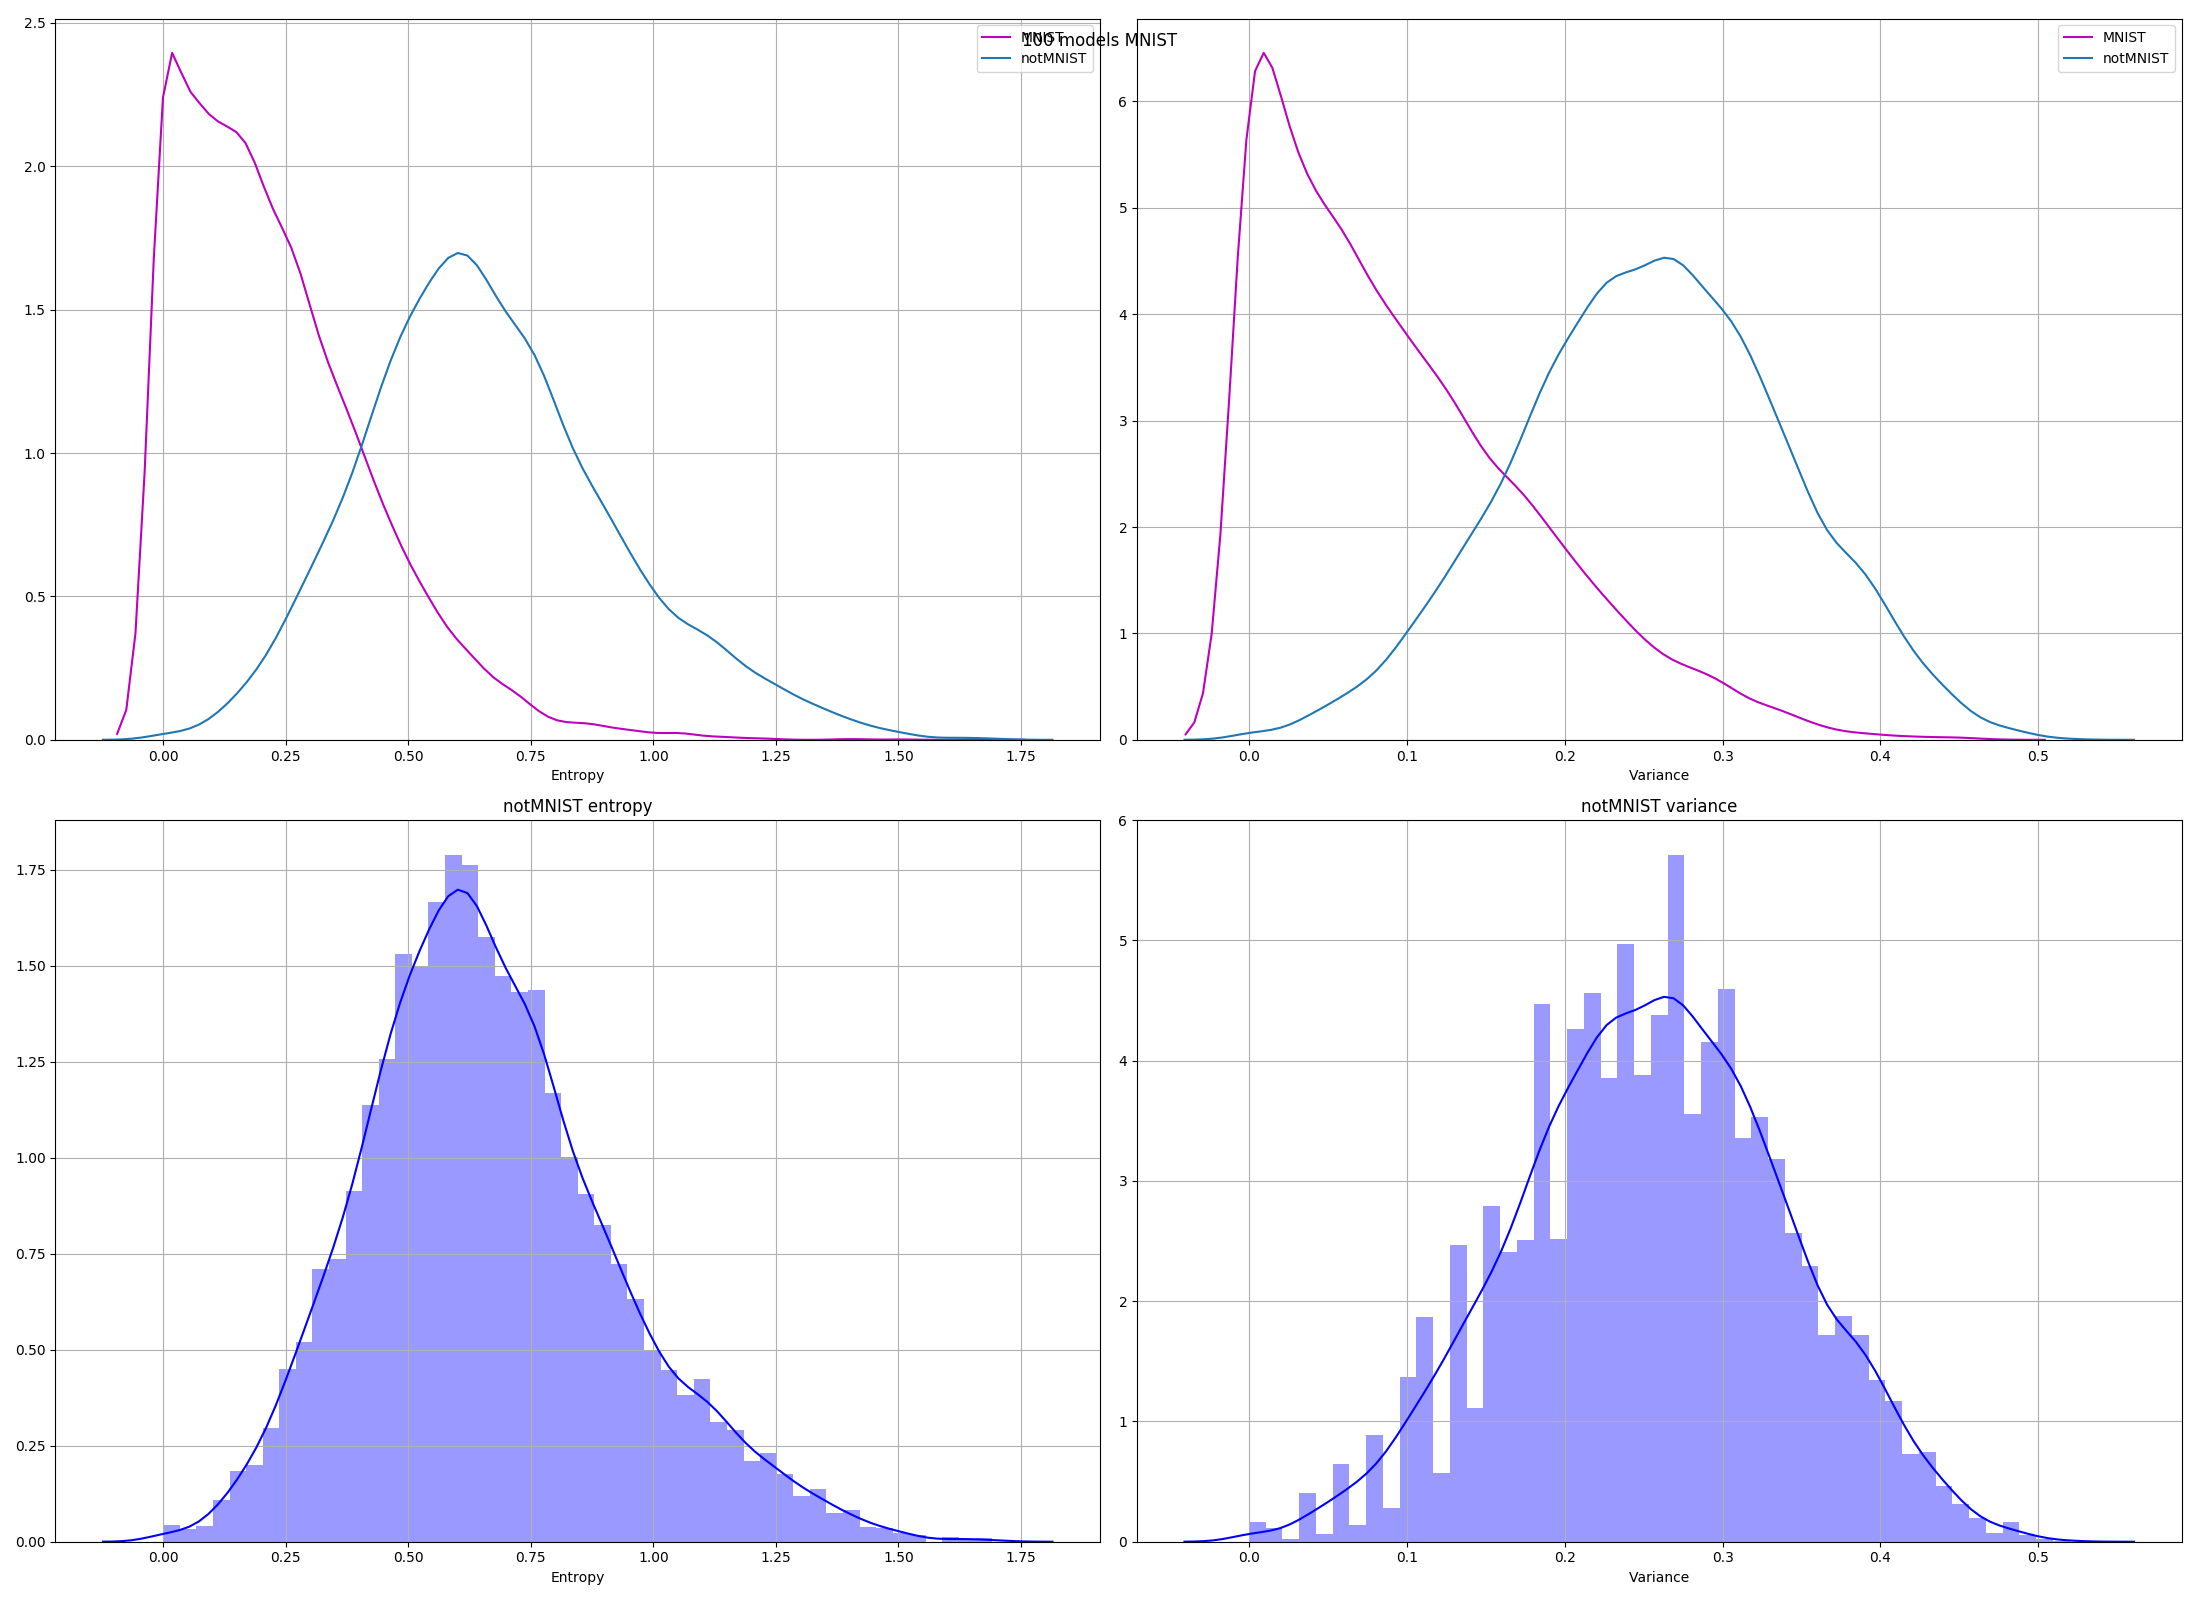 100 models MNIST
MNIST
notMNIST
2.5
2.0
1.5
1.0
0.5
0.0
0.00 0.25 0.50 0.75 1.00 1.25 1.50 1.75
Entropy
MNIST
notMNIST
6
5
4
3
2
1
0
0.0 0.1 0.2 0.3 0.4 0.5
Variance
notMNIST entropy
1.75
1.50
1.25
1.00
0.75
0.50
0.25
0.00
0.00 0.25 0.50 0.75 1.00 1.25 1.50 1.75
Entropy
notMNIST variance
6
5
4
3
2
1
0
0.0 0.1 0.2 0.3 0.4 0.5
Variance